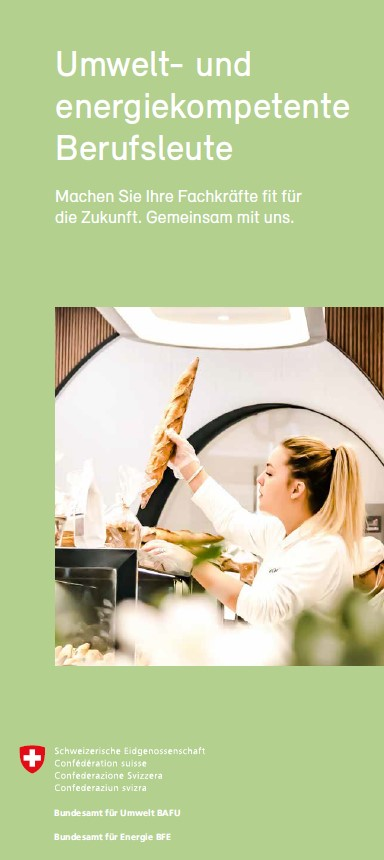 Umwelt- und
energiekompetente
Berufsleute
Machen Sie Ihre Fachkräfte fit für
die Zukunft. Gemeinsam mit uns.
Schweizerische Eidgenossenschaft
Confédération suisse
Confederazione Svizzera
Confederaziun svizra
Bundesamt für Umwelt BAFU
Bundesamt für Energie BFE